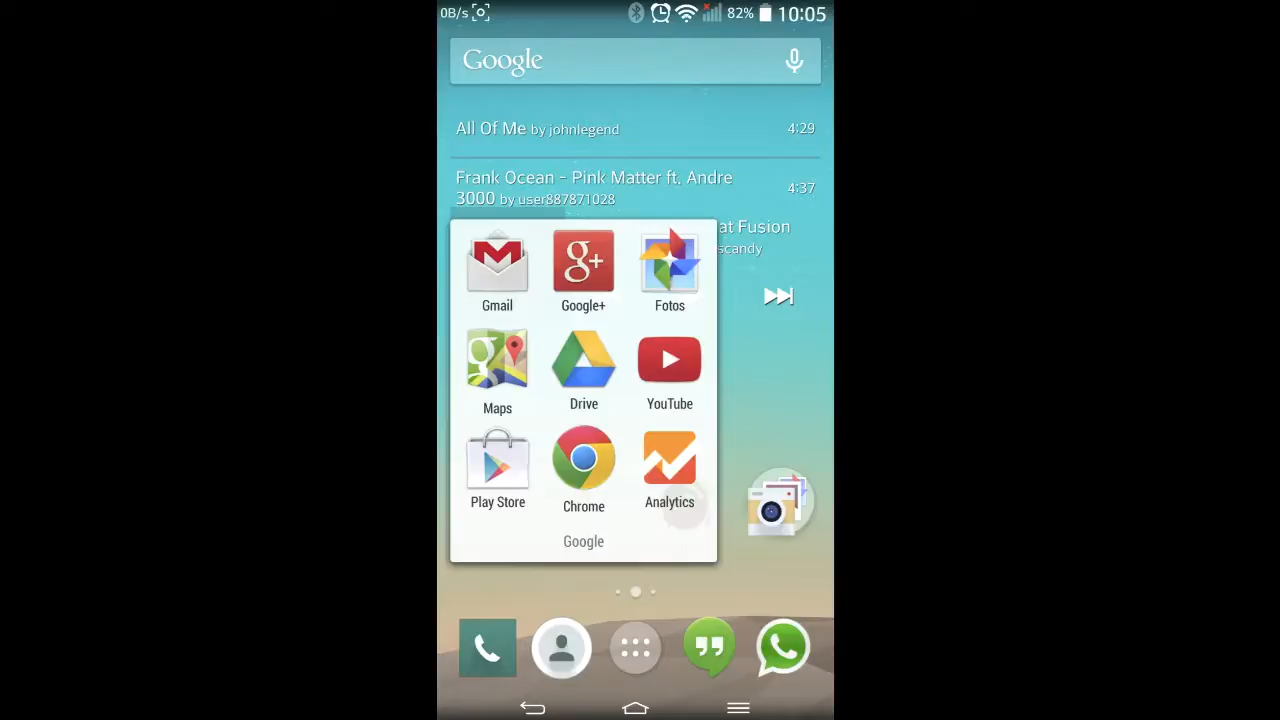 0B/s 82% 10:05
Google
All Of Me by johnlegend 4:29
Frank Ocean - Pink Matter ft. Andre
3000 by user887871028 4:37
at Fusion
scandy
Gmail Google+ Fotos
Maps Drive YouTube
Play Store Chrome Analytics
Google